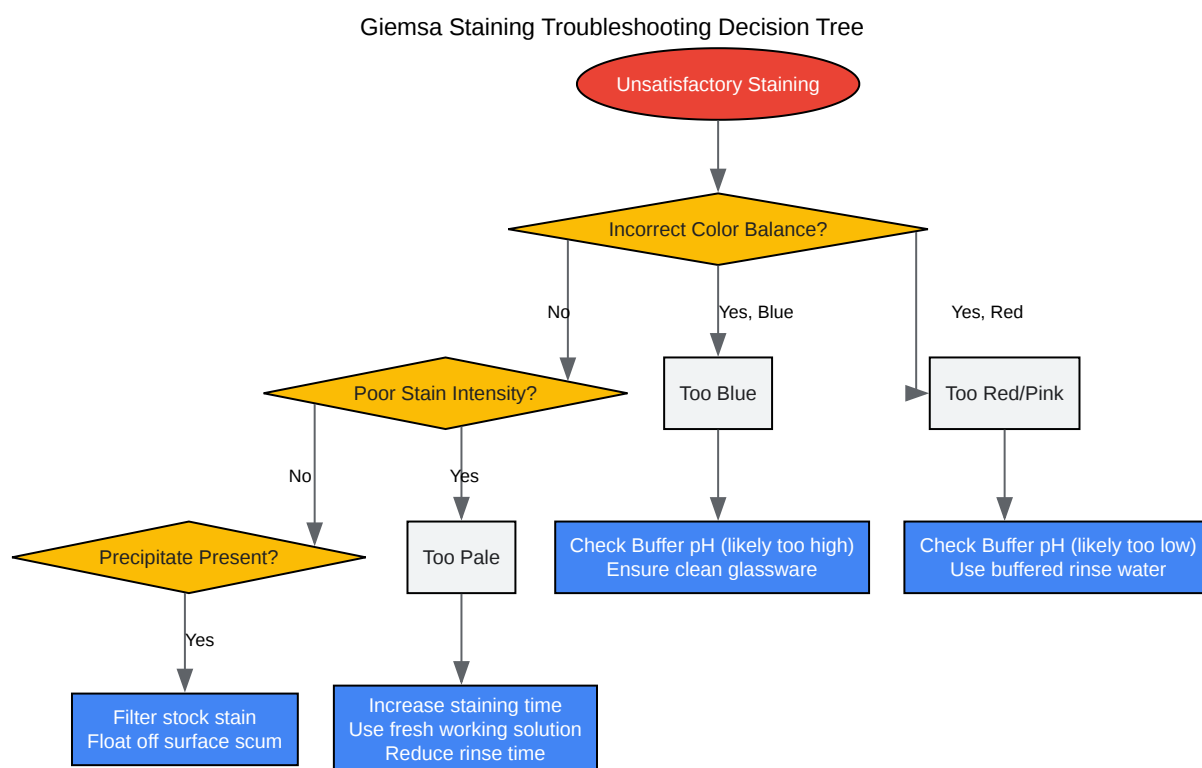 Giemsa Staining Troubleshooting Decision Tree
Unsatisfactory Staining
Incorrect Color Balance?
No
Yes, Blue
Yes, Red
Poor Stain Intensity?
Too Blue
Too Red/Pink
No
Yes
Precipitate Present?
Too Pale
Check Buffer pH (likely too high)
Ensure clean glassware
Check Buffer pH (likely too low)
Use buffered rinse water
Yes
Filter stock stain
Float off surface scum
Increase staining time
Use fresh working solution
Reduce rinse time